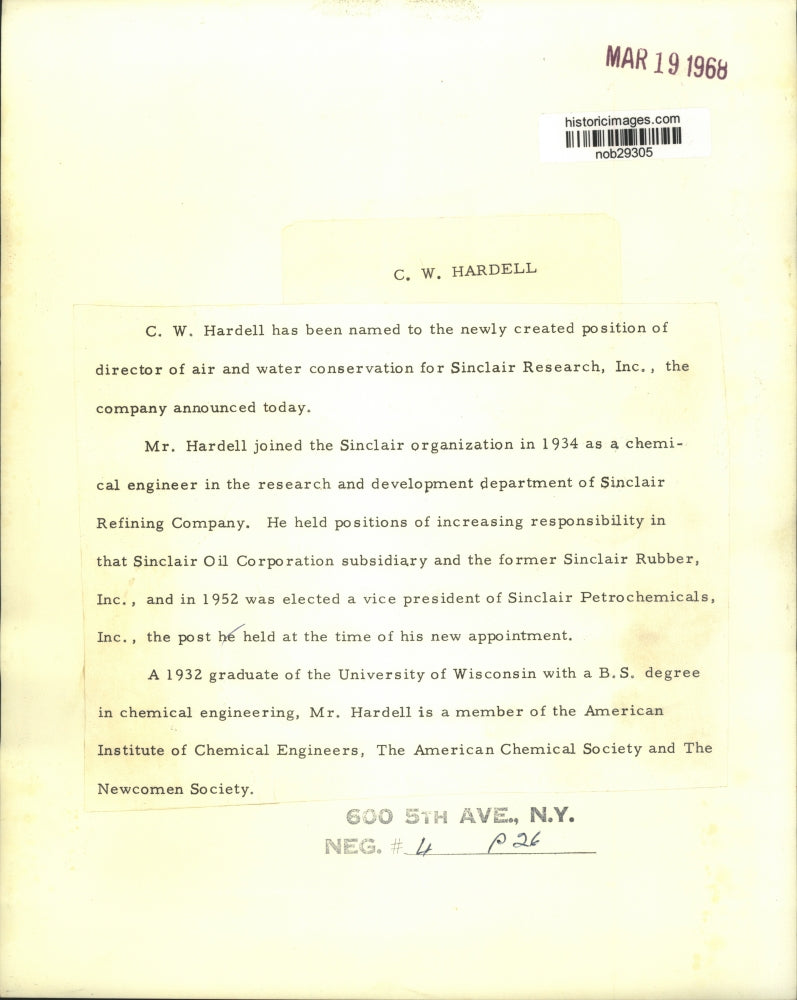 MAR 19 1968
historicimages.com
nob29305
C. W. HARDELL
C. W. Hardell has been named to the newly created position of
director of air and water conservation for Sinclair Research, Inc., the
company announced today.
Mr. Hardell joined the Sinclair organization in 1934 as a chemi-
cal engineer in the research and development department of Sinclair
Refining Company. He held positions of increasing responsibility in
that Sinclair Oil Corporation subsidiary and the former Sinclair Rubber,
Inc., and in 1952 was elected a vice president of Sinclair Petrochemicals,
Inc., the post he held at the time of his new appointment.
A 1932 graduate of the University of Wisconsin with a B.S. degree
in chemical engineering, Mr. Hardell is a member of the American
Institute of Chemical Engineers, The American Chemical Society and The
Newcomen Society.
600 5TH AVE., N.Y.
NEG. # 4 P 26